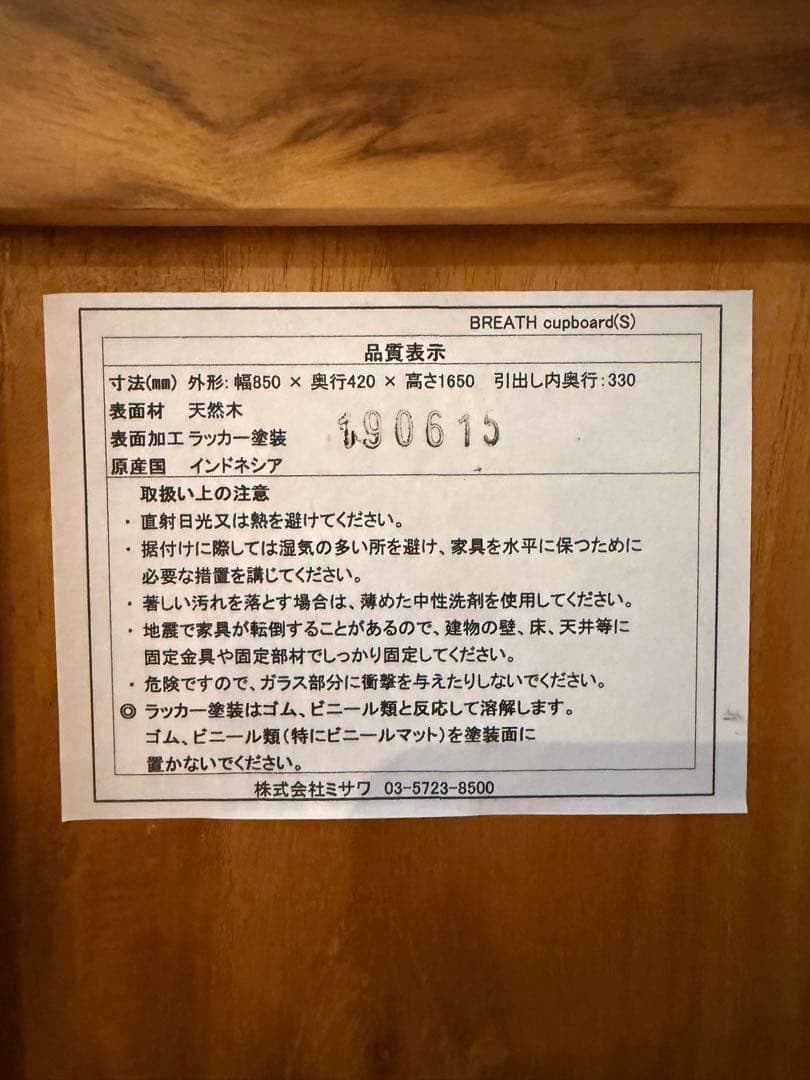 BREATH cupboard(S)
品質表示
寸法(mm) 外形: 幅850 × 奥行420 × 高さ1650 引出し内奥行:330
表面材 天然木
表面加工 ラッカー塗装 190615
原産国 インドネシア
取扱い上の注意
・ 直射日光又は熱を避けてください。
・ 据付けに際しては湿気の多い所を避け、家具を水平に保つために
必要な措置を講じてください。
・ 著しい汚れを落とす場合は、薄めた中性洗剤を使用してください。
・ 地震で家具が転倒することがあるので、建物の壁、床、天井等に
固定金具や固定部材でしっかり固定してください。
・ 危険ですので、ガラス部分に衝撃を与えたりしないでください。
◎ ラッカー塗装はゴム、ビニール類と反応して溶解します。
ゴム、ビニール類(特にビニールマット)を塗装面に
置かないでください。
株式会社ミサワ 03-5723-8500